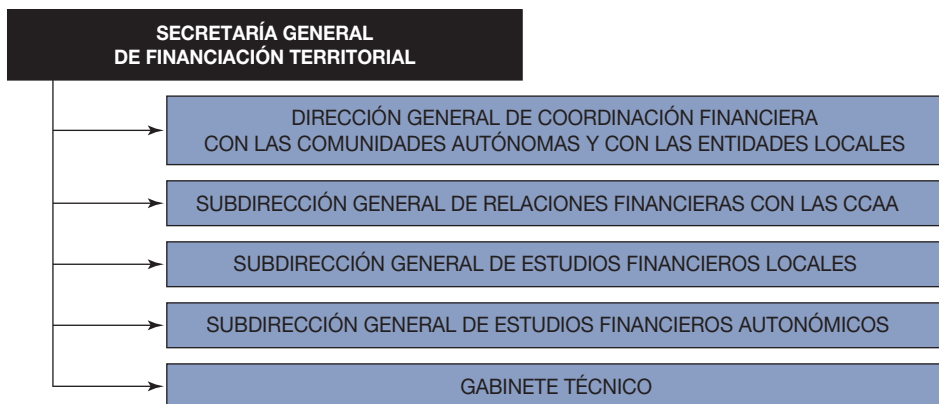 SECRETARÍA GENERAL
DE FINANCIACIÓN TERRITORIAL
DIRECCIÓN GENERAL DE COORDINACIÓN FINANCIERA
CON LAS COMUNIDADES AUTÓNOMAS Y CON LAS ENTIDADES LOCALES
SUBDIRECCIÓN GENERAL DE RELACIONES FINANCIERAS CON LAS CCAA
SUBDIRECCIÓN GENERAL DE ESTUDIOS FINANCIEROS LOCALES
SUBDIRECCIÓN GENERAL DE ESTUDIOS FINANCIEROS AUTONÓMICOS
GABINETE TÉCNICO